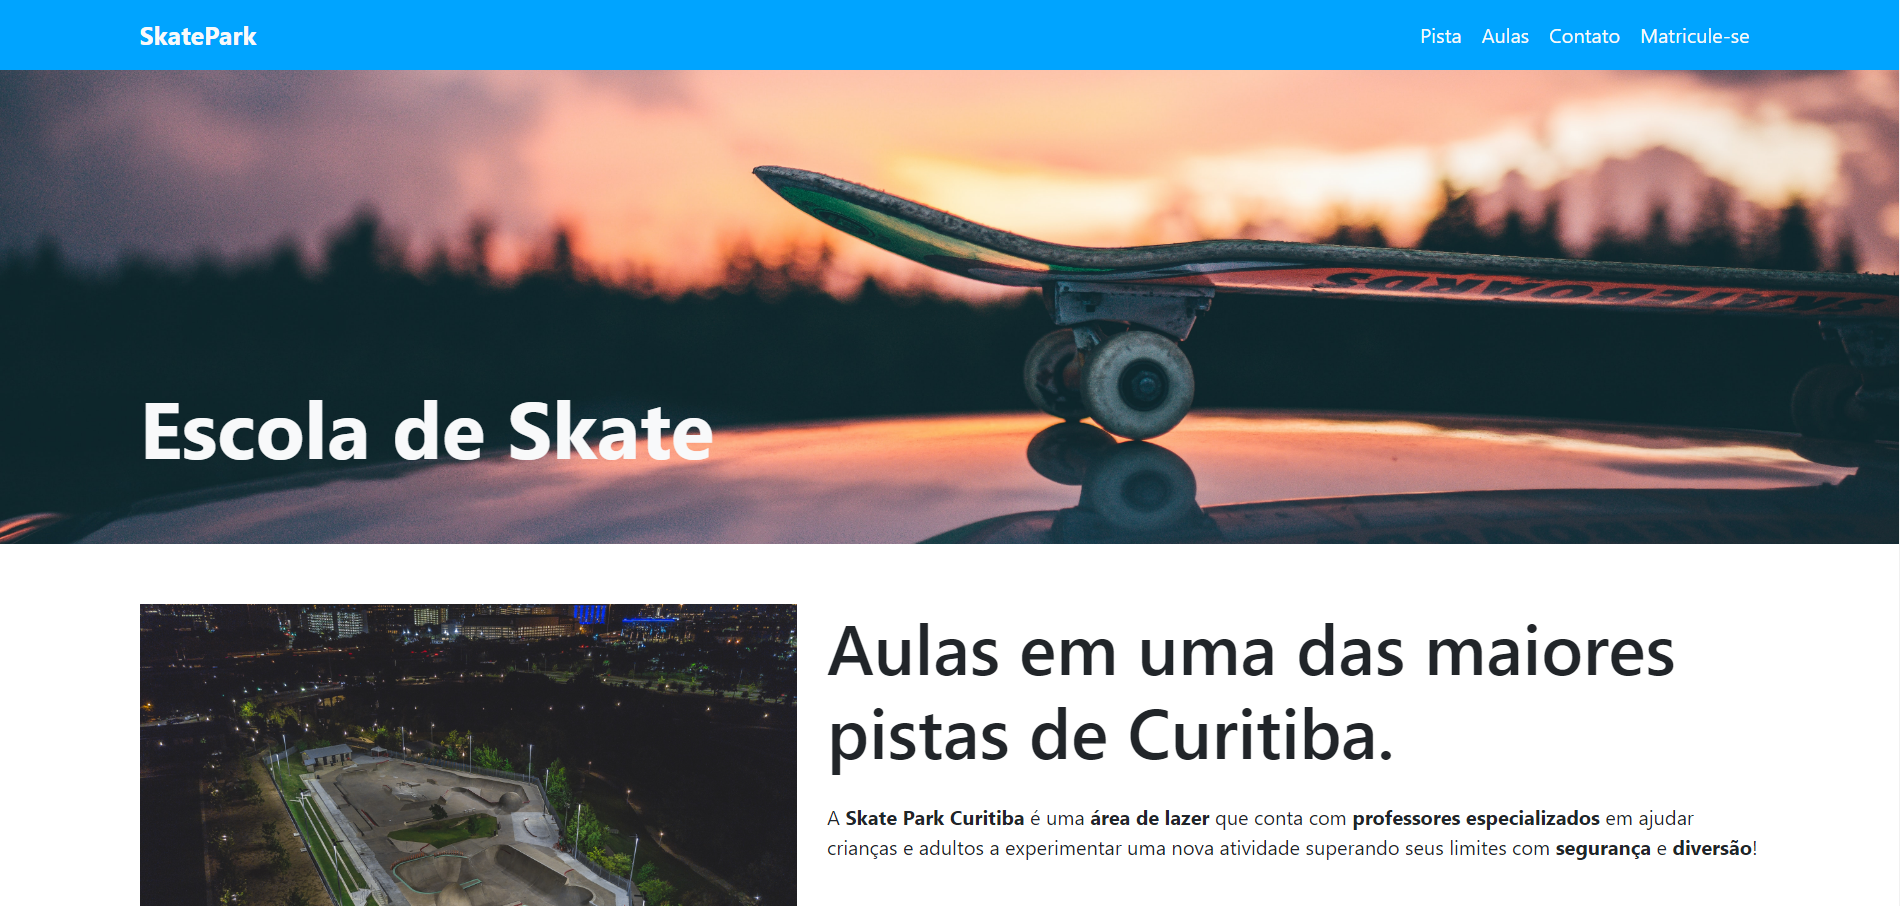 SkatePark
Pista Aulas Contato Matricule-se
SKATEBOARDS
Escola de Skate
Aulas em uma das maiores
pistas de Curitiba.
A Skate Park Curitiba é uma área de lazer que conta com professores especializados em ajudar
crianças e adultos a experimentar uma nova atividade superando seus limites com segurança e diversão!